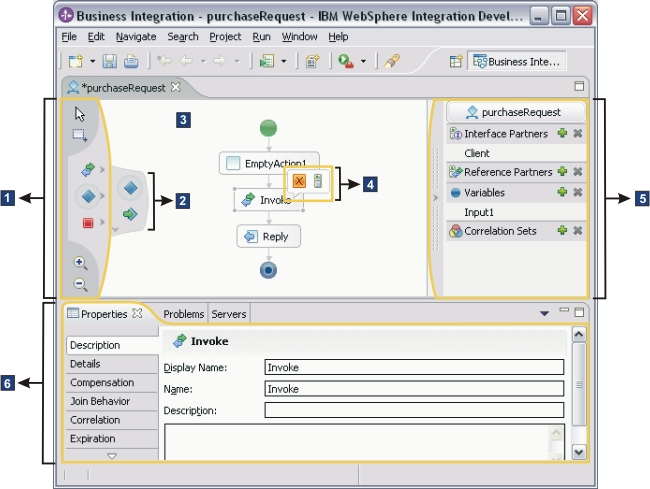 Business Integration - purchaseRequest - IBM WebSphere Integration Devel...
File Edit Navigate Search Project Run Window Help
Business Inte...
*purchaseRequest
1
2
3
EmptyAction1
Invoke
Reply
4
purchaseRequest
Interface Partners
Client
Reference Partners
Variables
Input1
Correlation Sets
5
6
Properties Problems Servers
Description
Details
Compensation
Join Behavior
Correlation
Expiration
Invoke
Display Name: Invoke
Name: Invoke
Description: